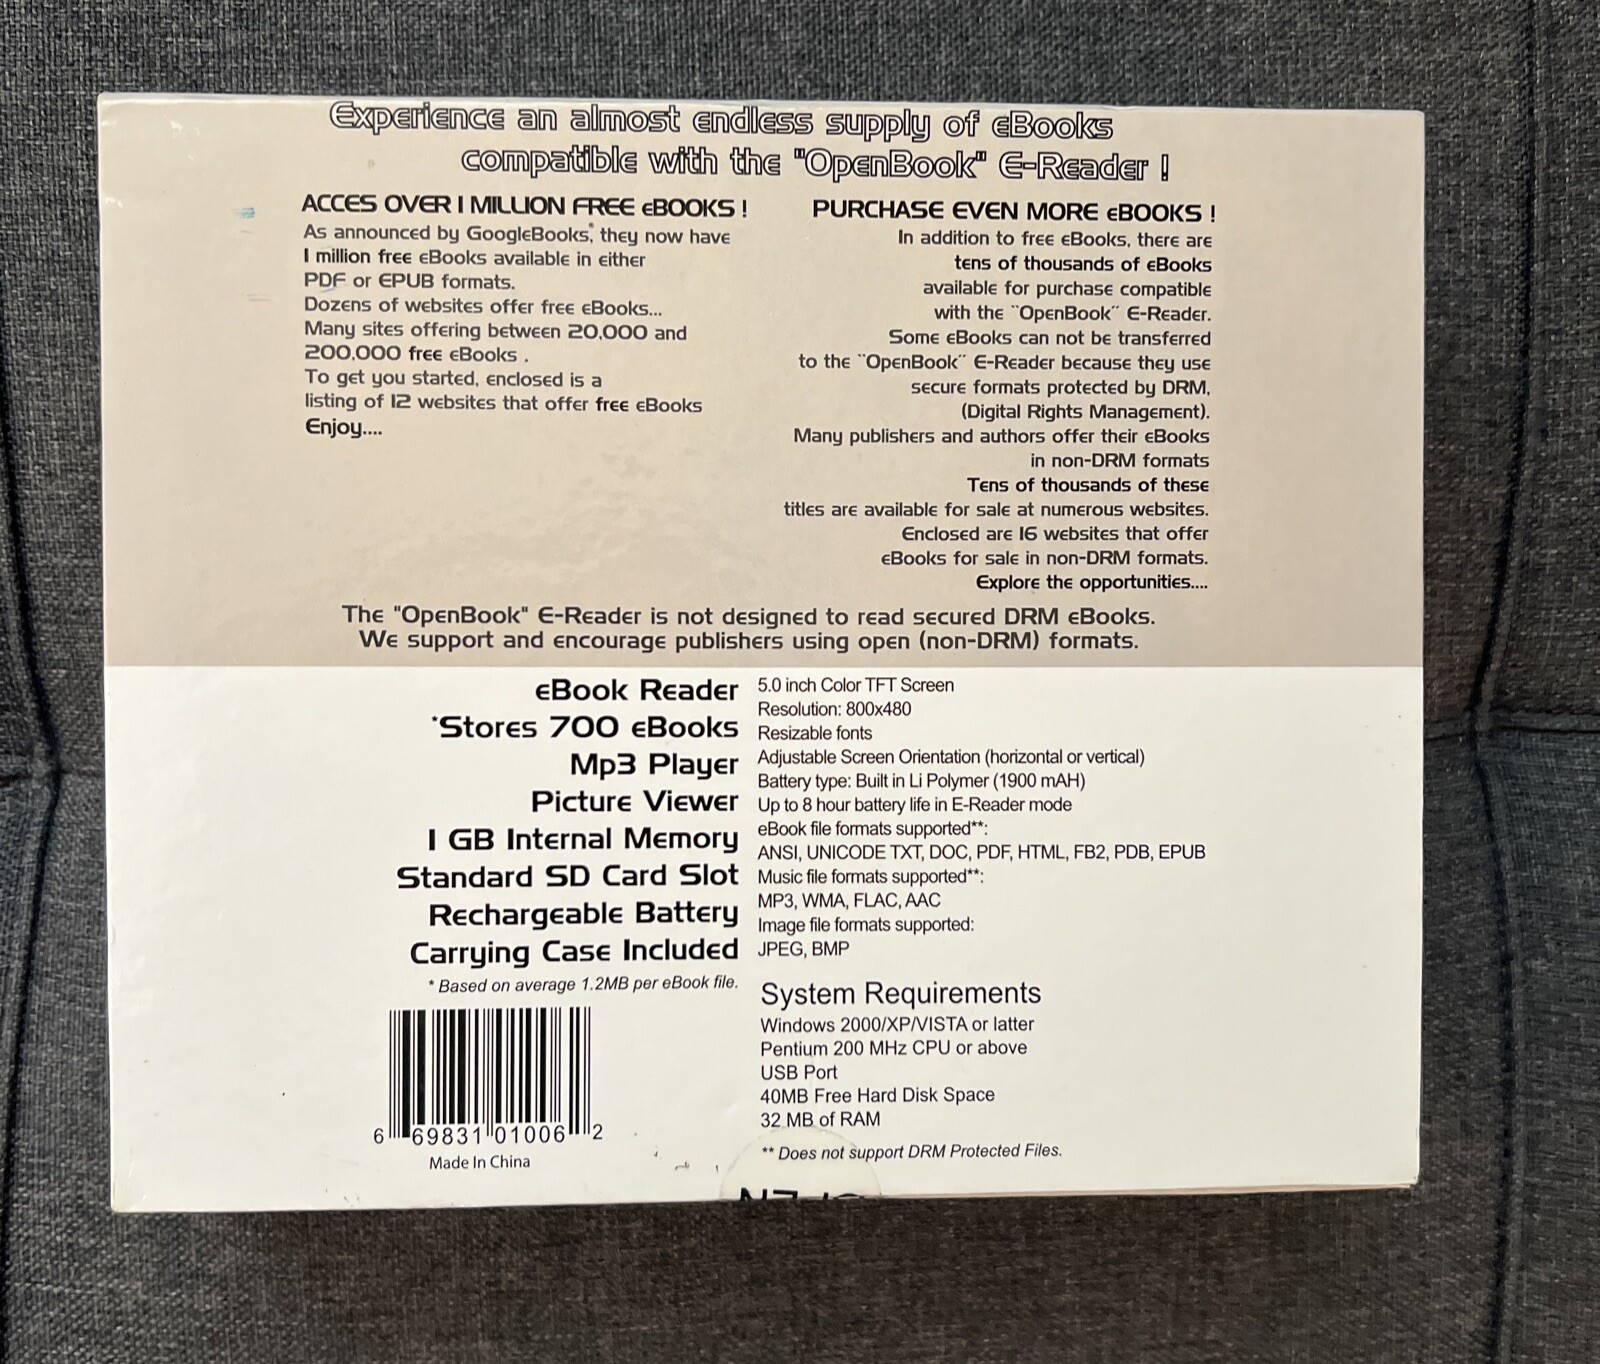 Experience an almost endless supply of eBooks
compatible with the "OpenBook" E-Reader !
ACCES OVER 1 MILLION FREE eBOOKS !
As announced by GoogleBooks, they now have
1 million free eBooks available in either
PDF or EPUB formats.
Dozens of websites offer free eBooks...
Many sites offering between 20,000 and
200,000 free eBooks .
To get you started, enclosed is a
listing of 12 websites that offer free eBooks
Enjoy....
PURCHASE EVEN MORE eBOOKS !
In addition to free eBooks, there are
tens of thousands of eBooks
available for purchase compatible
with the "OpenBook" E-Reader.
Some eBooks can not be transferred
to the "OpenBook" E-Reader because they use
secure formats protected by DRM,
(Digital Rights Management).
Many publishers and authors offer their eBooks
in non-DRM formats
Tens of thousands of these
titles are available for sale at numerous websites.
Enclosed are 16 websites that offer
eBooks for sale in non-DRM formats.
Explore the opportunities....
The "OpenBook" E-Reader is not designed to read secured DRM eBooks.
We support and encourage publishers using open (non-DRM) formats.
eBook Reader
*Stores 700 eBooks
Mp3 Player
Picture Viewer
1 GB Internal Memory
Standard SD Card Slot
Rechargeable Battery
Carrying Case Included
* Based on average 1.2MB per eBook file.
6 69831 01006 2
Made In China
5.0 inch Color TFT Screen
Resolution: 800x480
Resizable fonts
Adjustable Screen Orientation (horizontal or vertical)
Battery type: Built in Li Polymer (1900 mAH)
Up to 8 hour battery life in E-Reader mode
eBook file formats supported**:
ANSI, UNICODE TXT, DOC, PDF, HTML, FB2, PDB, EPUB
Music file formats supported**:
MP3, WMA, FLAC, AAC
Image file formats supported:
JPEG, BMP
System Requirements
Windows 2000/XP/VISTA or latter
Pentium 200 MHz CPU or above
USB Port
40MB Free Hard Disk Space
32 MB of RAM
** Does not support DRM Protected Files.